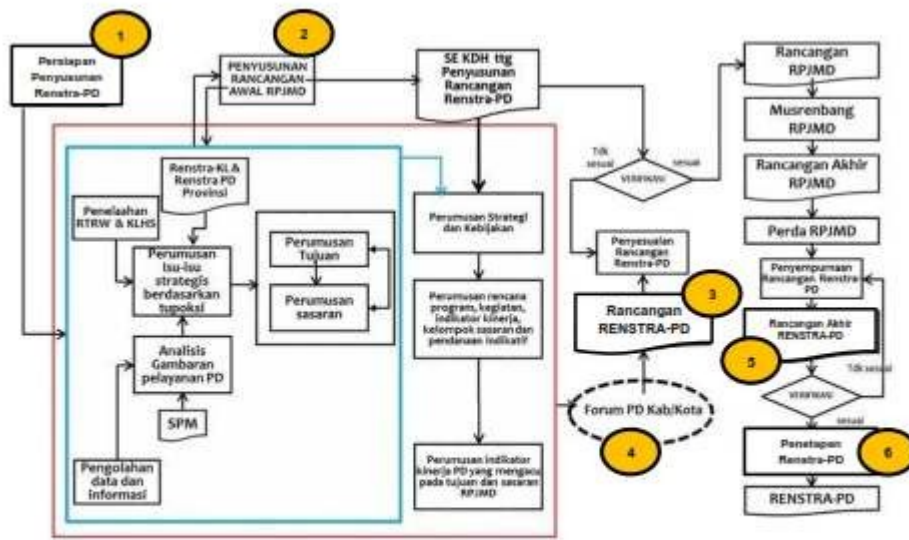 1
Persiapan
Penyusunan
Renstra-PD
2
PENYUSUNAN
RANCANGAN
AWAL RPJMD
SE KDH ttg
Penyusunan
Rancangan
Renstra-PD
Rancangan
RPJMD
Musrenbang
RPJMD
Rancangan Akhir
RPJMD
Perda RPJMD
Penyempurnaan
Rancangan. Renstra-
PD
Rancangan Akhir
RENSTRA-PD
5
Tdk sesuai
VERIFIKASI
sesuai
Penetapan
Renstra-PD
6
RENSTRA-PD
Tdk
sesuai
sesuai
VERIFIKASI
Penyesuaian
Rancangan
Renstra-PD
3
Rancangan
RENSTRA-PD
Forum PD Kab/Kota
4
Renstra-KL &
Renstra PD
Provinsi
Penelaahan
RTRW & KLHS
Perumusan
Isu-isu
strategis
berdasarkan
tupoksi
Perumusan
Tujuan
Perumusan
sasaran
Analisis
Gambaran
pelayanan PD
SPM
Pengolahan
data dan
informasi
Perumusan Strategi
dan Kebijakan
Perumusan rencana
program, kegiatan,
indikator kinerja,
kelompok sasaran dan
pendanaan indikatif
Perumusan indikator
kinerja PD yang mengacu
pada tujuan dan sasaran
RPJMD